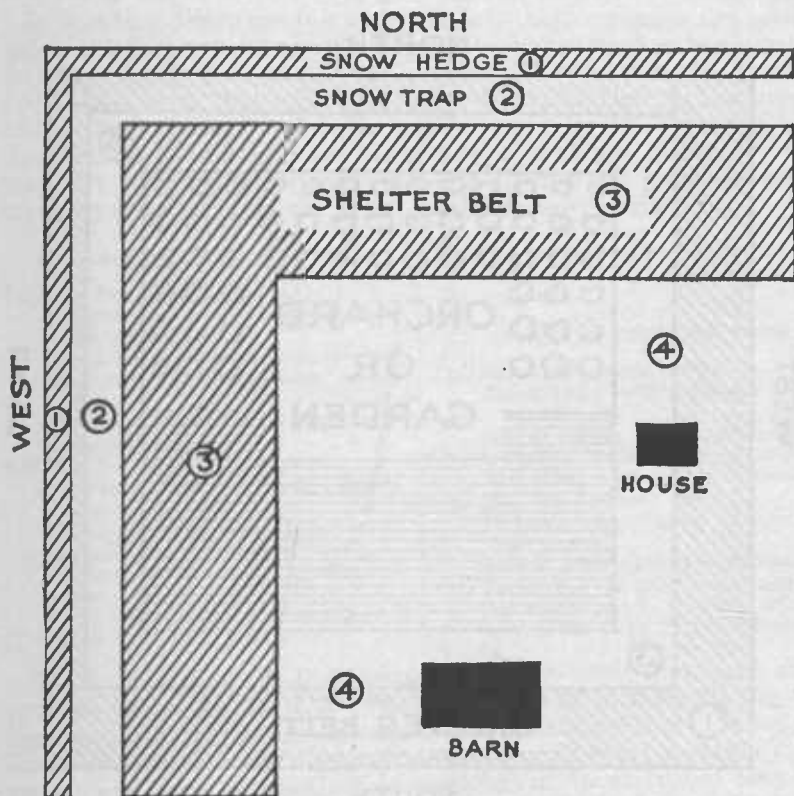 NORTH
SNOW HEDGE ①
SNOW TRAP ②
SHELTER BELT ③
④
WEST
① ②
③
HOUSE
④
BARN
ORCHARD
OR
GARDEN